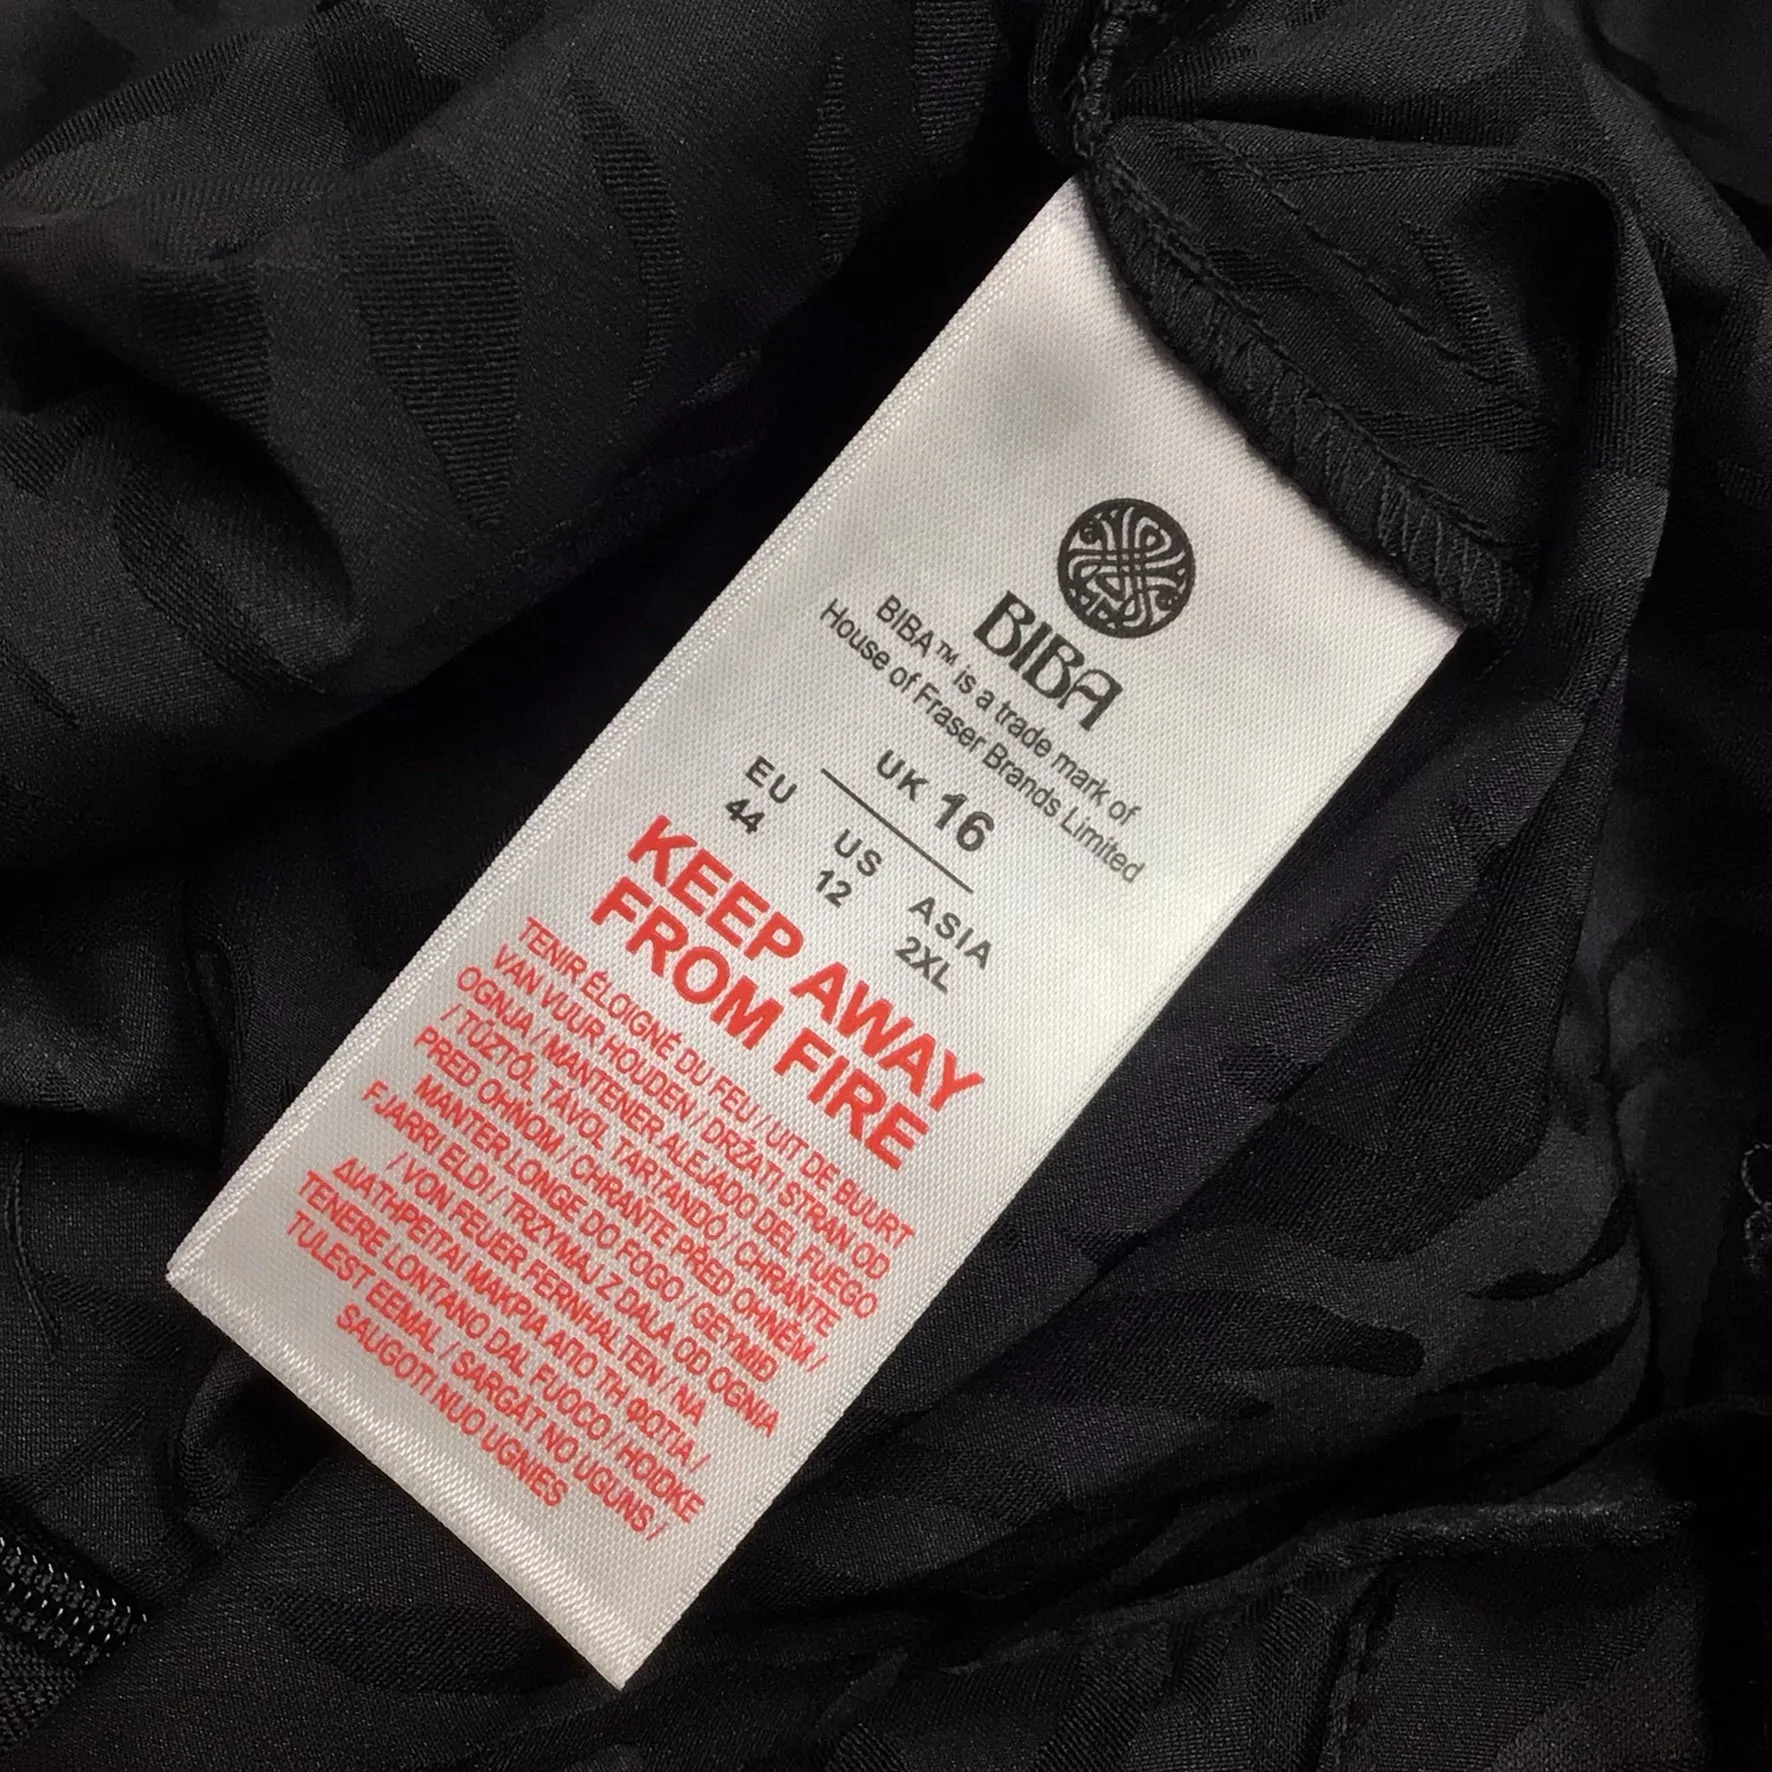 BIBA
BIBA™ is a trade mark of
House of Fraser Brands Limited
UK 16
EU US ASIA
44 12 2XL
KEEP AWAY
FROM FIRE
TENIR ÉLOIGNÉ DU FEU / UIT DE BUURT
VAN VUUR HOUDEN / DRŽATI STRAN OD
OGNJA / MANTENER ALEJADO DEL FUEGO
/ TŰZTŐL TÁVOL TARTANDÓ / CHRÁNTE
PRED OHŇOM / CHRANTE PŘED OHNĚM /
MANTER LONGE DO FOGO / GEYMIÐ
FJARRI ELDI / TRZYMAJ Z DALA OD OGNIA
/ VON FEUER FERNHALTEN / ΝΑ
ΔΙΑΤΗΡΕΙΤΑΙ ΜΑΚΡΙΑ ΑΠΟ ΤΗ ΦΩΤΙΑ /
TENERE LONTANO DAL FUOCO / HOIDKE
TULEST EEMAL / SARGĀT NO UGUNS /
SAUGOTI NUO UGNIES